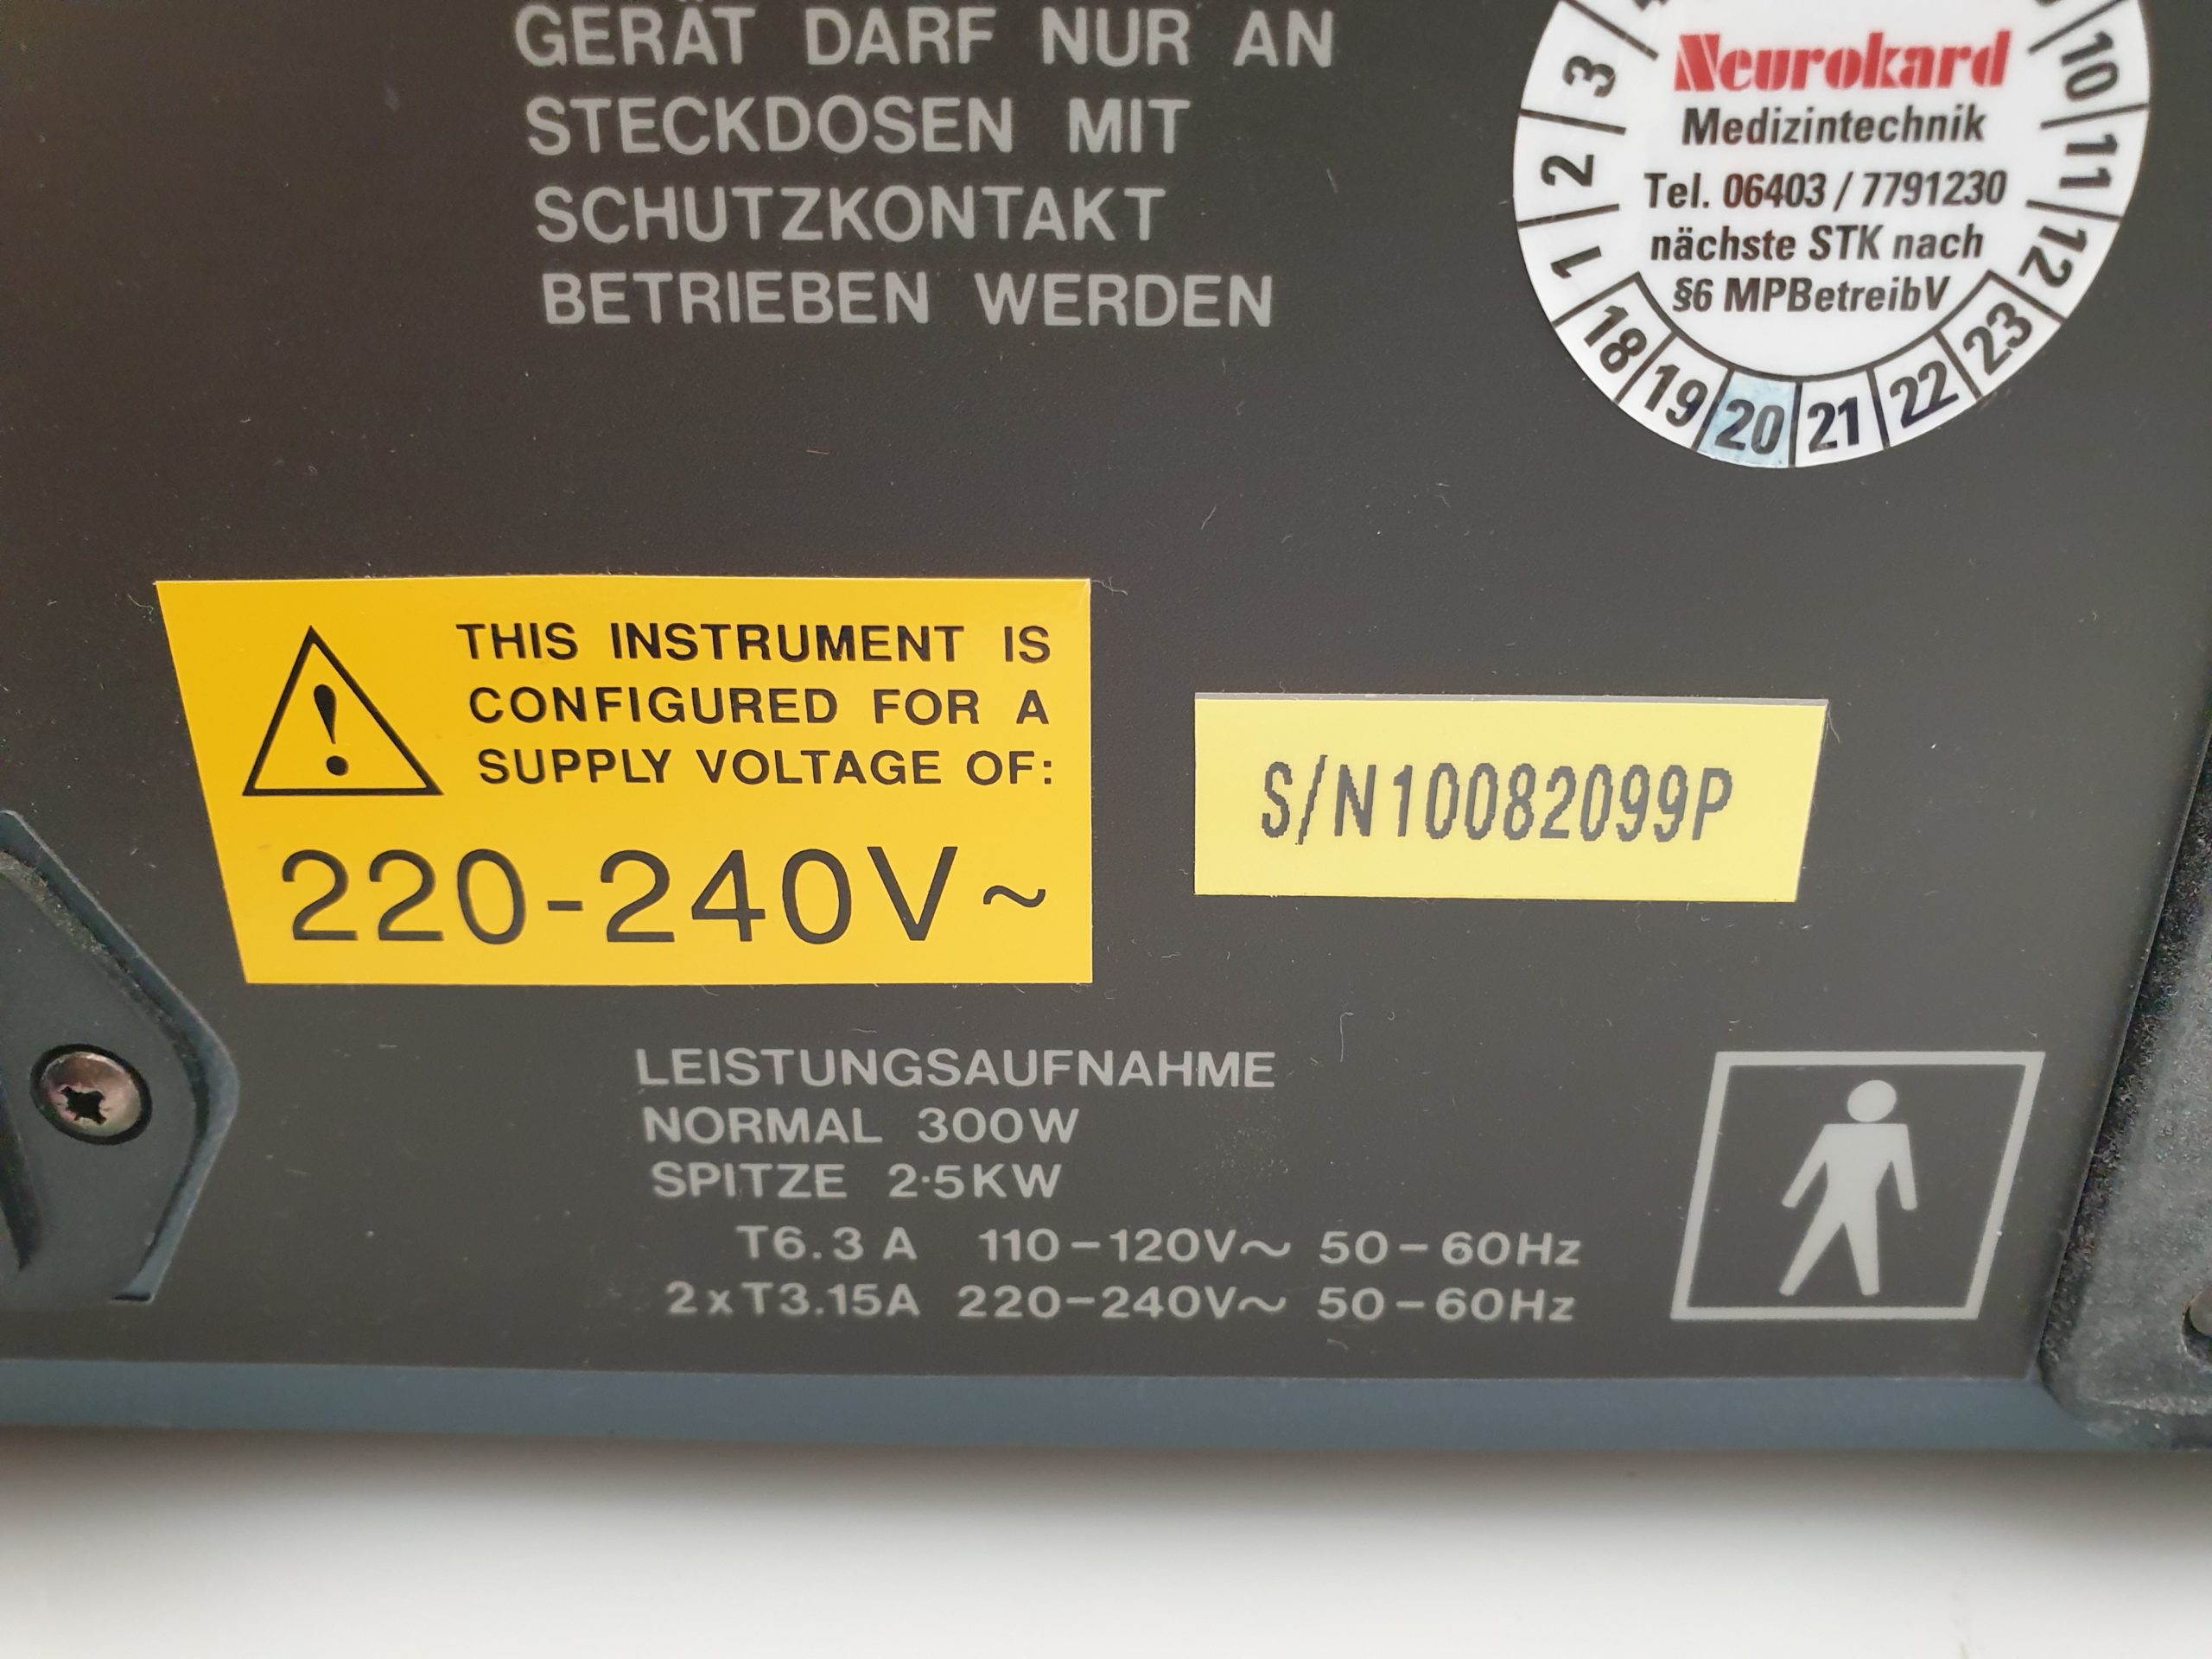 GERÄT DARF NUR AN
STECKDOSEN MIT
SCHUTZKONTAKT
BETRIEBEN WERDEN
Neurokard
Medizintechnik
Tel. 06403 / 7791230
nächste STK nach
§6 MPBetreibV
3
2
1
18
19
20
21
22
23
12
11
10
THIS INSTRUMENT IS
CONFIGURED FOR A
SUPPLY VOLTAGE OF:
220-240V~
S/N10082099P
LEISTUNGSAUFNAHME
NORMAL 300W
SPITZE 2·5KW
T6.3 A 110-120V~ 50-60Hz
2xT3.15A 220-240V~ 50-60Hz